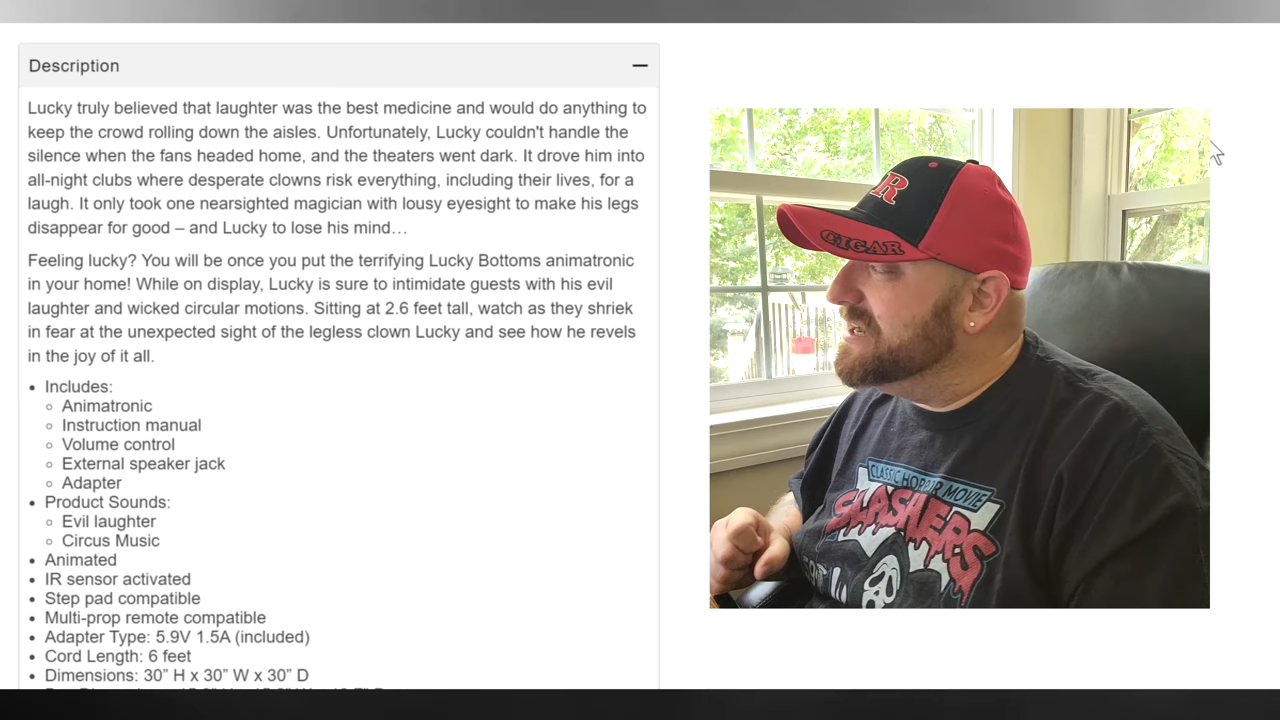 Description
Lucky truly believed that laughter was the best medicine and would do anything to
keep the crowd rolling down the aisles. Unfortunately, Lucky couldn't handle the
silence when the fans headed home, and the theaters went dark. It drove him into
all-night clubs where desperate clowns risk everything, including their lives, for a
laugh. It only took one nearsighted magician with lousy eyesight to make his legs
disappear for good – and Lucky to lose his mind…
Feeling lucky? You will be once you put the terrifying Lucky Bottoms animatronic
in your home! While on display, Lucky is sure to intimidate guests with his evil
laughter and wicked circular motions. Sitting at 2.6 feet tall, watch as they shriek
in fear at the unexpected sight of the legless clown Lucky and see how he revels
in the joy of it all.
Includes:
Animatronic
Instruction manual
Volume control
External speaker jack
Adapter
Product Sounds:
Evil laughter
Circus Music
Animated
IR sensor activated
Step pad compatible
Multi-prop remote compatible
Adapter Type: 5.9V 1.5A (included)
Cord Length: 6 feet
Dimensions: 30” H x 30” W x 30” D
R
CIGAR
CLASSIC HORROR MOVIE
SLASHERS